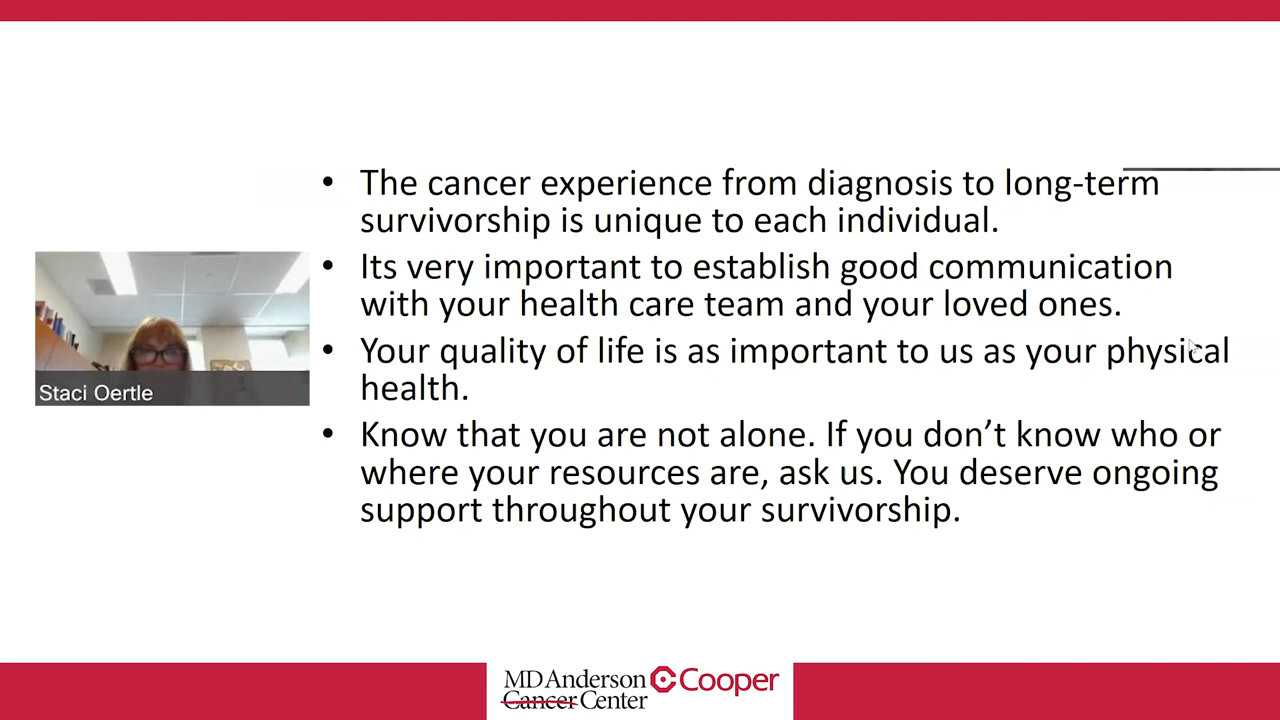 • The cancer experience from diagnosis to long-term
survivorship is unique to each individual.
• Its very important to establish good communication
with your health care team and your loved ones.
• Your quality of life is as important to us as your physical
health.
• Know that you are not alone. If you don’t know who or
where your resources are, ask us. You deserve ongoing
support throughout your survivorship.
Staci Oertle
MD Anderson Cooper
Cancer Center